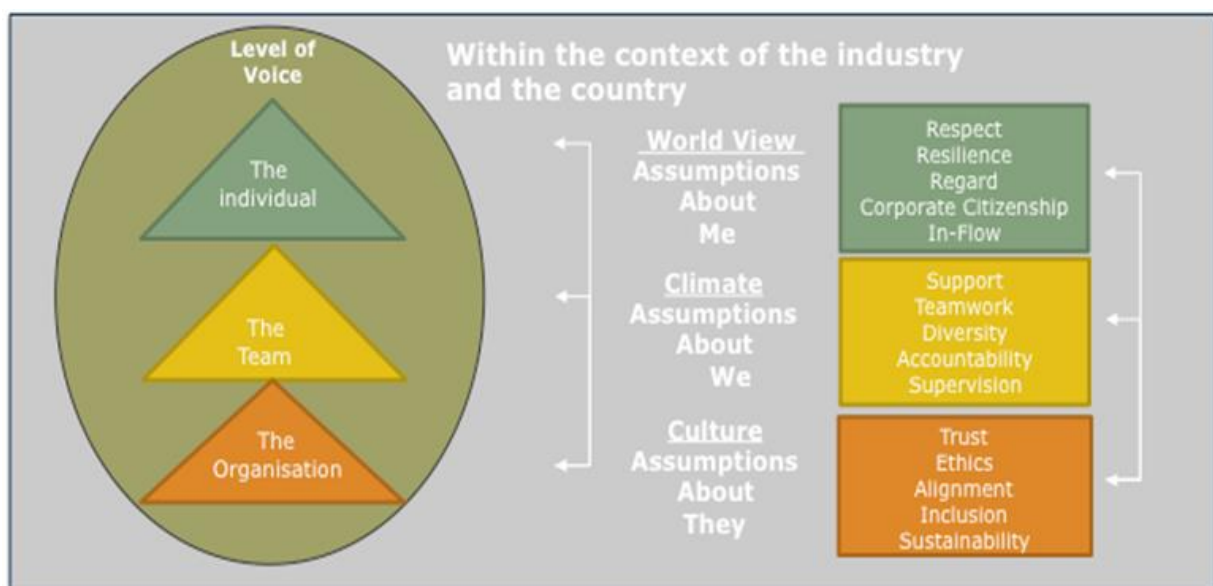 Level of
Voice
The
individual
The
Team
The
Organisation
Within the context of the industry
and the country
World View
Assumptions
About
Me
Climate
Assumptions
About
We
Culture
Assumptions
About
They
Respect
Resilience
Regard
Corporate Citizenship
In-Flow
Support
Teamwork
Diversity
Accountability
Supervision
Trust
Ethics
Alignment
Inclusion
Sustainability